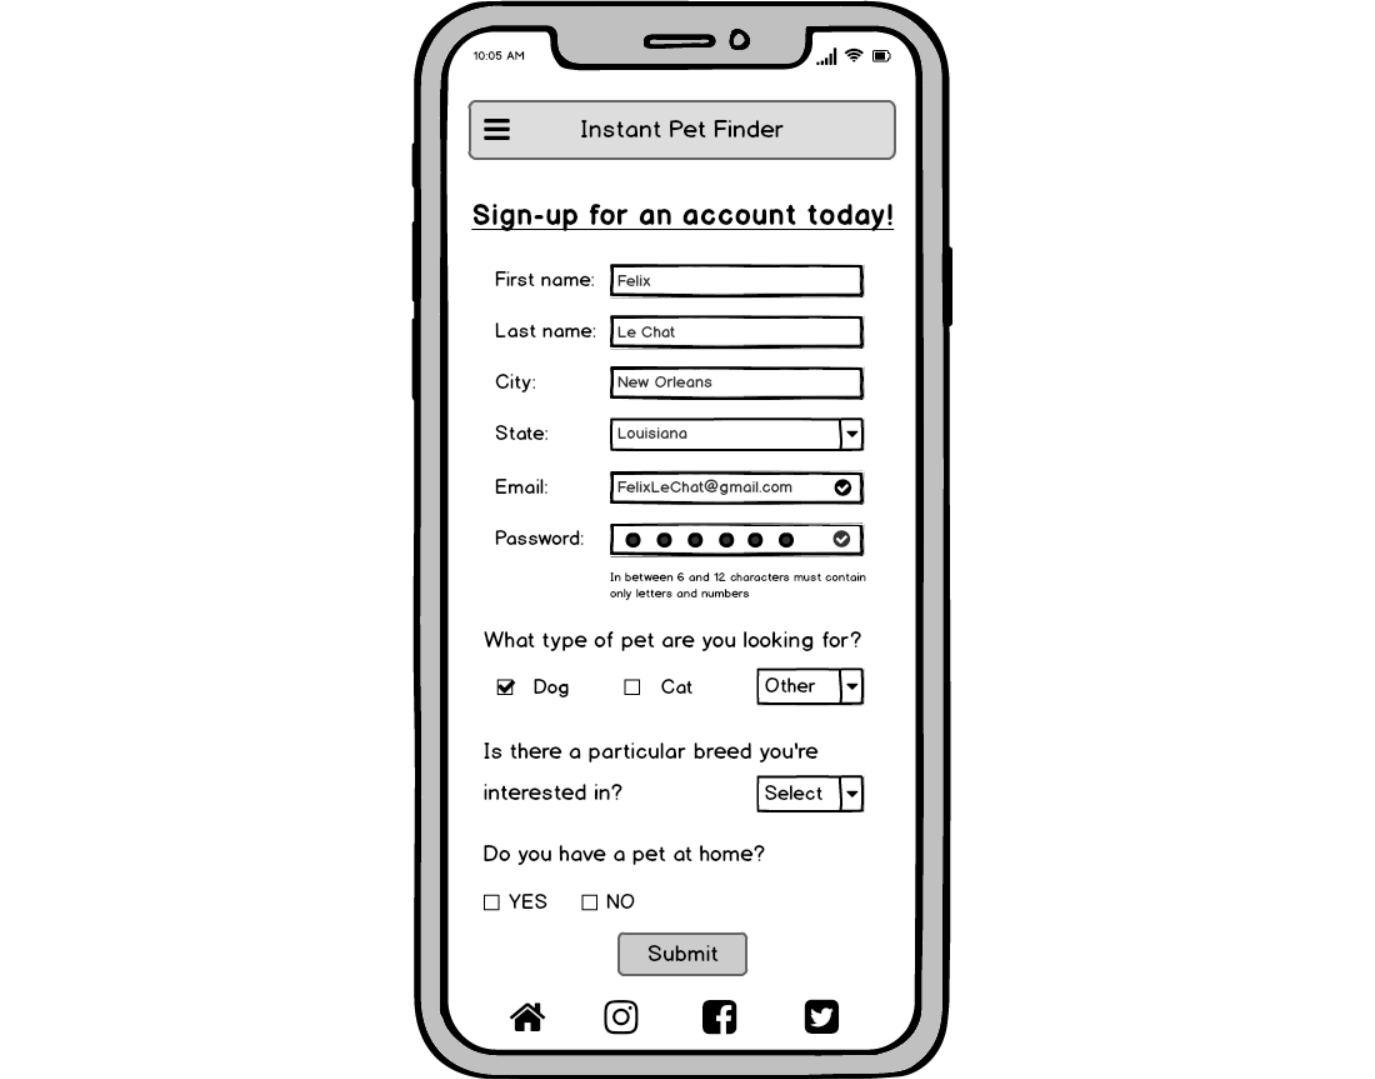 10:05 AM
Instant Pet Finder
Sign-up for an account today!
First name: Felix
Last name: Le Chat
City: New Orleans
State: Louisiana
Email: FelixLeChat@gmail.com
Password:
In between 6 and 12 characters must contain
only letters and numbers
What type of pet are you looking for?
Dog Cat Other
Is there a particular breed you're
interested in? Select
Do you have a pet at home?
YES NO
Submit